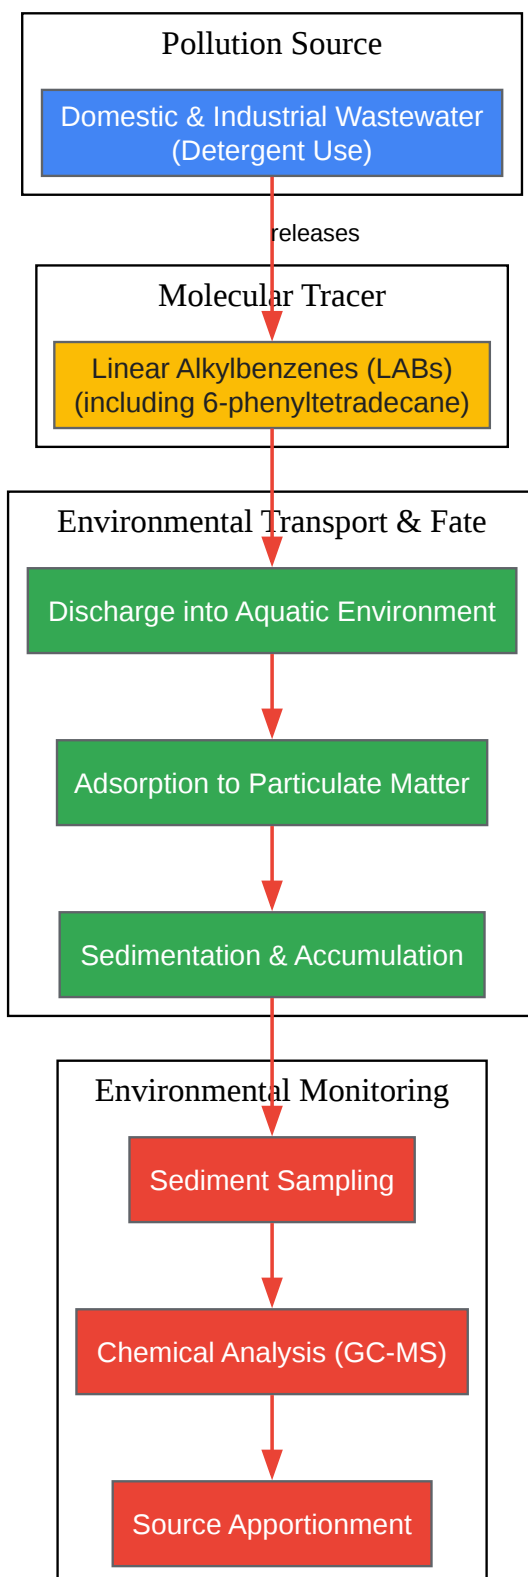 Pollution Source
Domestic & Industrial Wastewater
(Detergent Use)
releases
Molecular Tracer
Linear Alkylbenzenes (LABs)
(including 6-phenyltetradecane)
Environmental Transport & Fate
Discharge into Aquatic Environment
Adsorption to Particulate Matter
Sedimentation & Accumulation
Environmental Monitoring
Sediment Sampling
Chemical Analysis (GC-MS)
Source Apportionment